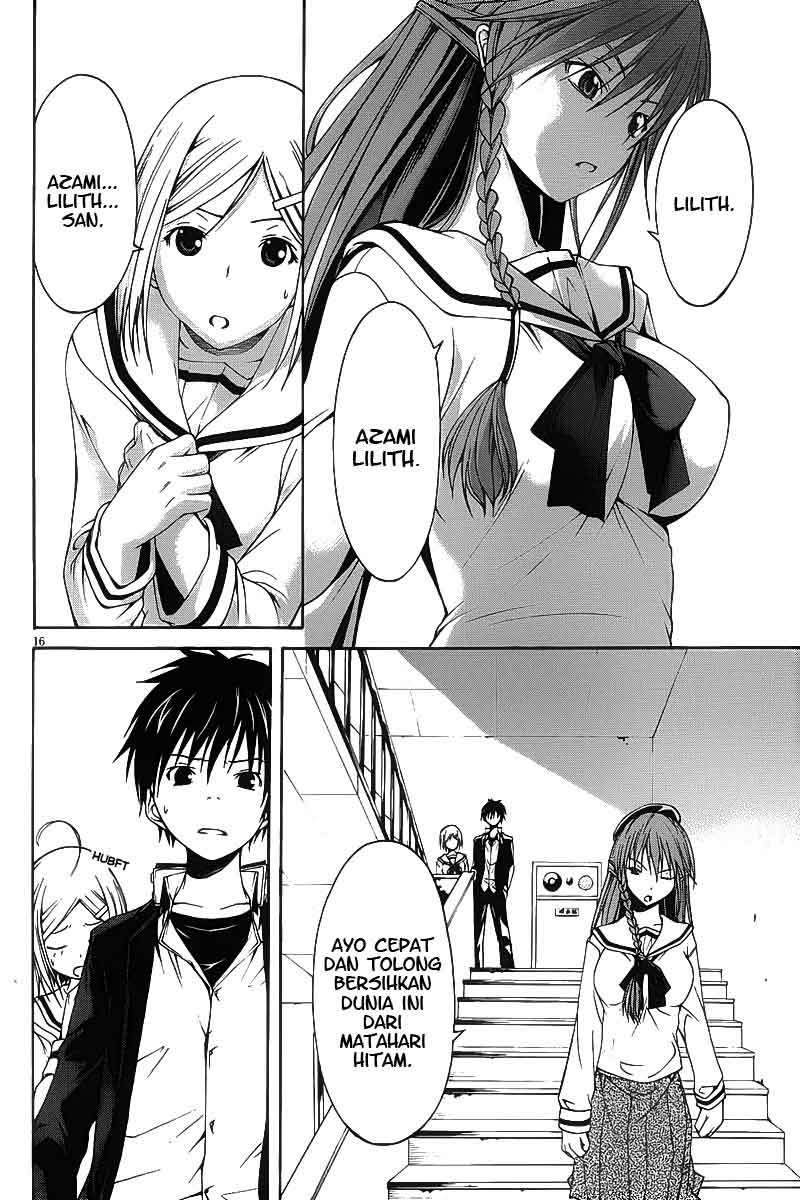 LILITH.
AZAMI
LILITH.
AZAMI...
LILITH...
SAN.
16
AYO CEPAT
DAN TOLONG
BERSIHKAN
DUNIA INI
DARI
MATAHARI
HITAM.
HUBFT